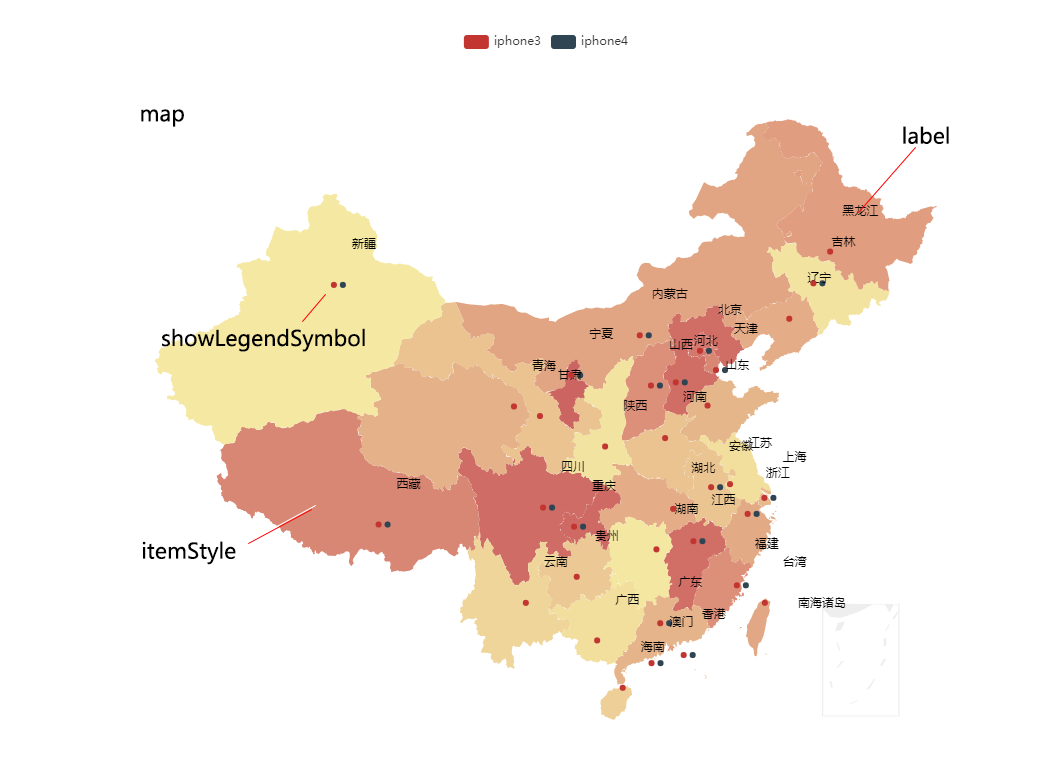 iphone3
iphone4
map
label
黑龙江
新疆
吉林
辽宁
内蒙古
北京
天津
宁夏
河北
山西
showLegendSymbol
青海
山东
甘肃
河南
陕西
安徽
江苏
上海
四川
湖北
浙江
西藏
重庆
江西
湖南
贵州
福建
itemStyle
云南
台湾
广东
广西
南海诸岛
香港
澳门
海南